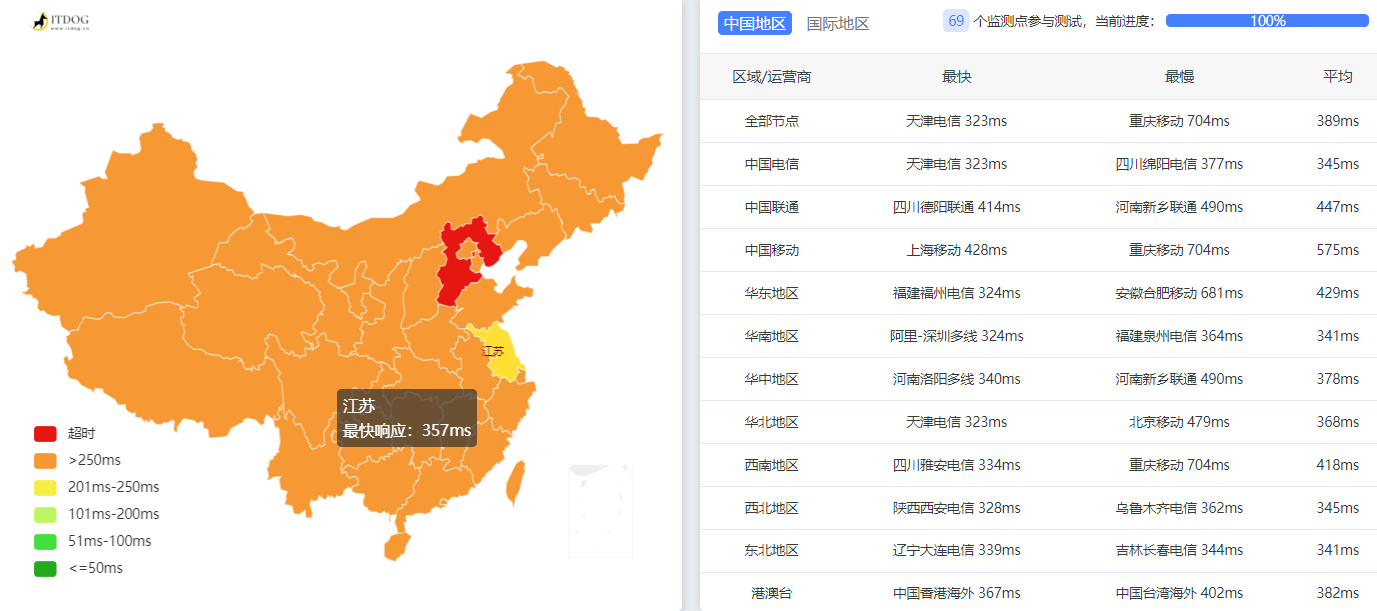 ITDOG
www.itdog.cn
江苏
江苏
最快响应：357ms
超时
>250ms
201ms-250ms
101ms-200ms
51ms-100ms
<=50ms
中国地区 国际地区 69 个监测点参与测试，当前进度： 100%
区域/运营商 最快 最慢 平均
全部节点 天津电信 323ms 重庆移动 704ms 389ms
中国电信 天津电信 323ms 四川绵阳电信 377ms 345ms
中国联通 四川德阳联通 414ms 河南新乡联通 490ms 447ms
中国移动 上海移动 428ms 重庆移动 704ms 575ms
华东地区 福建福州电信 324ms 安徽合肥移动 681ms 429ms
华南地区 阿里-深圳多线 324ms 福建泉州电信 364ms 341ms
华中地区 河南洛阳多线 340ms 河南新乡联通 490ms 378ms
华北地区 天津电信 323ms 北京移动 479ms 368ms
西南地区 四川雅安电信 334ms 重庆移动 704ms 418ms
西北地区 陕西西安电信 328ms 乌鲁木齐电信 362ms 345ms
东北地区 辽宁大连电信 339ms 吉林长春电信 344ms 341ms
港澳台 中国香港海外 367ms 中国台湾海外 402ms 382ms